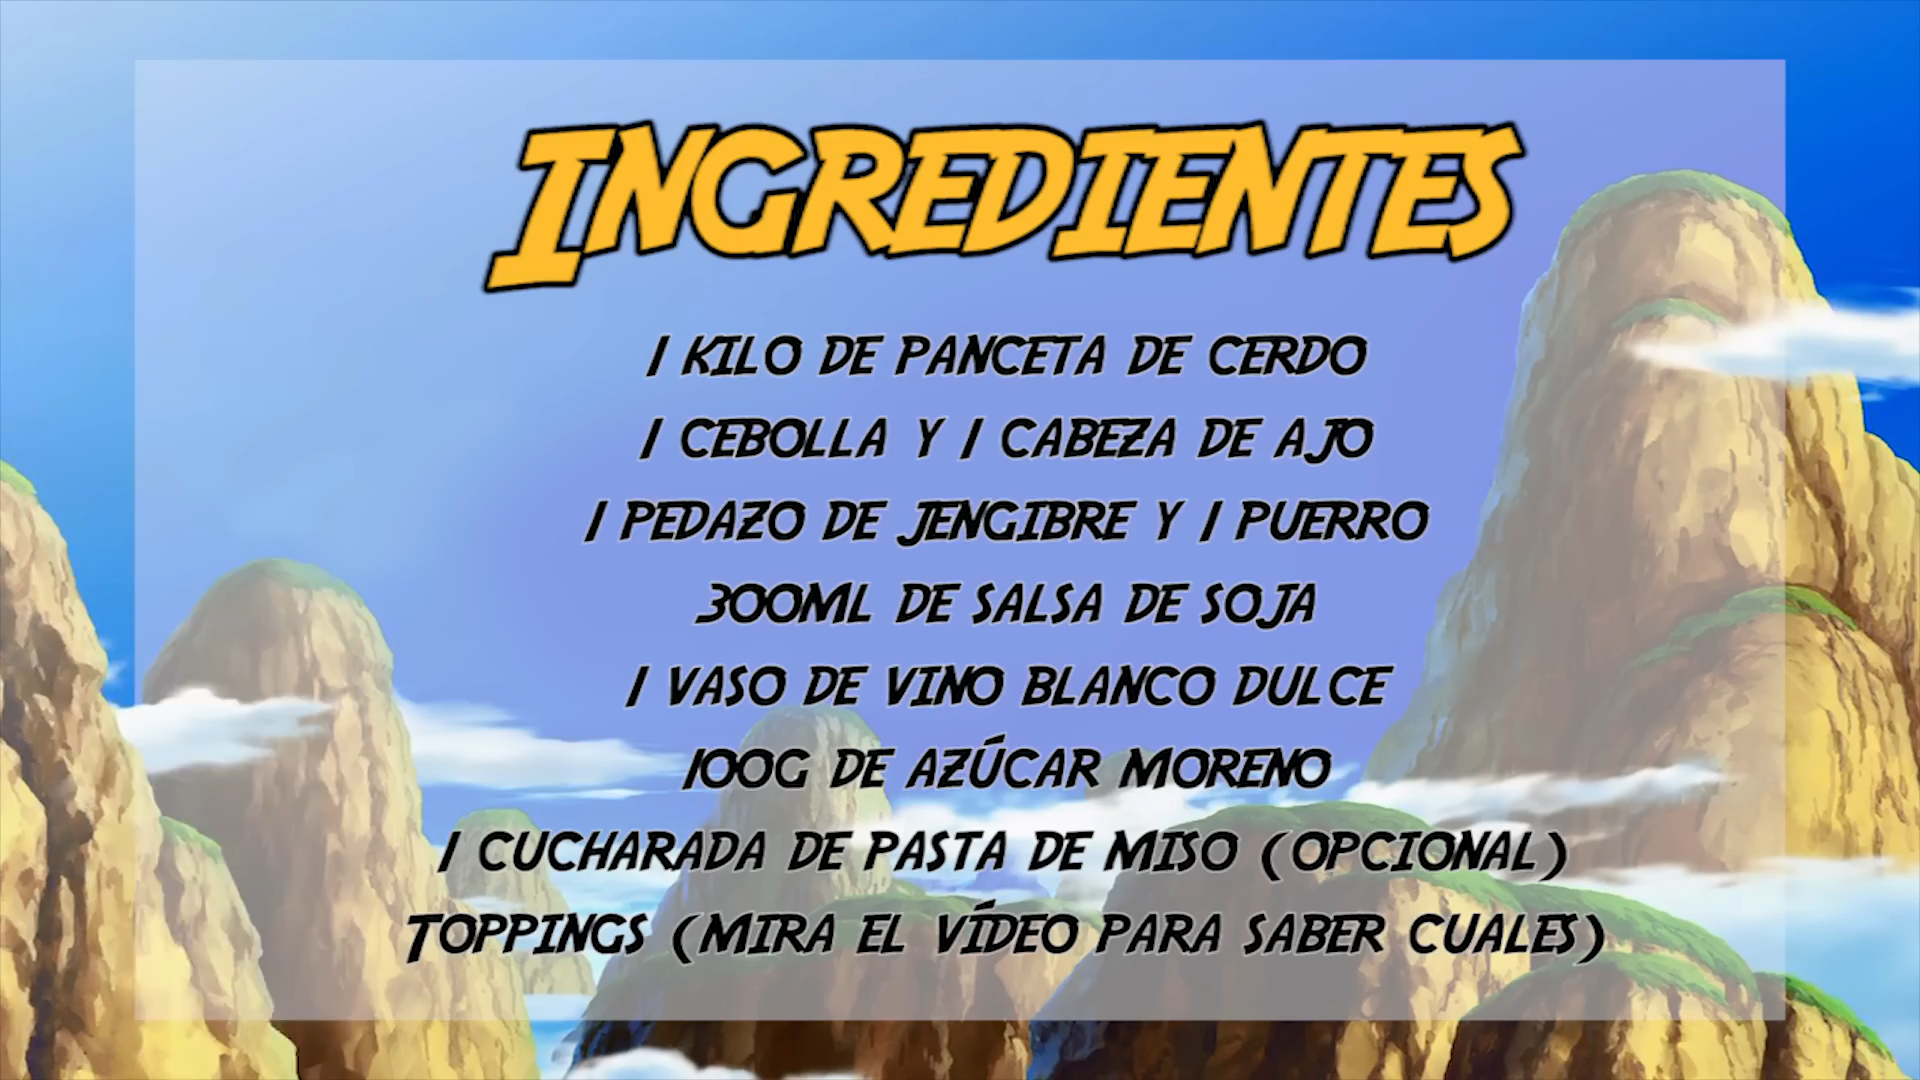 INGREDIENTES
1 KILO DE PANCETA DE CERDO
1 CEBOLLA Y 1 CABEZA DE AJO
1 PEDAZO DE JENGIBRE Y 1 PUERRO
300ML DE SALSA DE SOJA
1 VASO DE VINO BLANCO DULCE
100G DE AZÚCAR MORENO
1 CUCHARADA DE PASTA DE MISO (OPCIONAL)
TOPPINGS (MIRA EL VÍDEO PARA SABER CUALES)